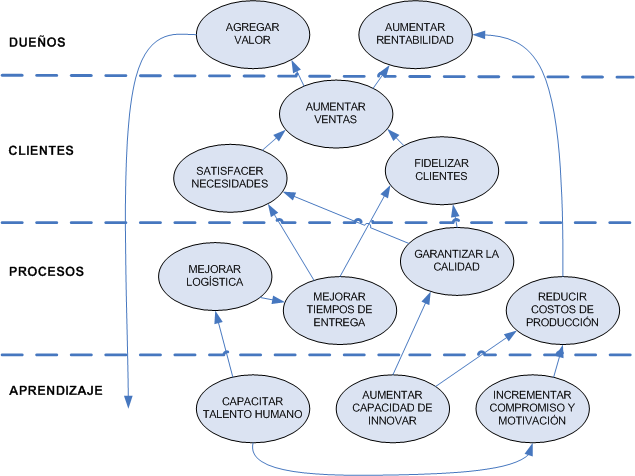 DUEÑOS
AGREGAR
VALOR
AUMENTAR
RENTABILIDAD
CLIENTES
AUMENTAR
VENTAS
SATISFACER
NECESIDADES
FIDELIZAR
CLIENTES
PROCESOS
MEJORAR
LOGÍSTICA
MEJORAR
TIEMPOS DE
ENTREGA
GARANTIZAR LA
CALIDAD
REDUCIR
COSTOS DE
PRODUCCIÓN
APRENDIZAJE
CAPACITAR
TALENTO HUMANO
AUMENTAR
CAPACIDAD DE
INNOVAR
INCREMENTAR
COMPROMISO Y
MOTIVACIÓN